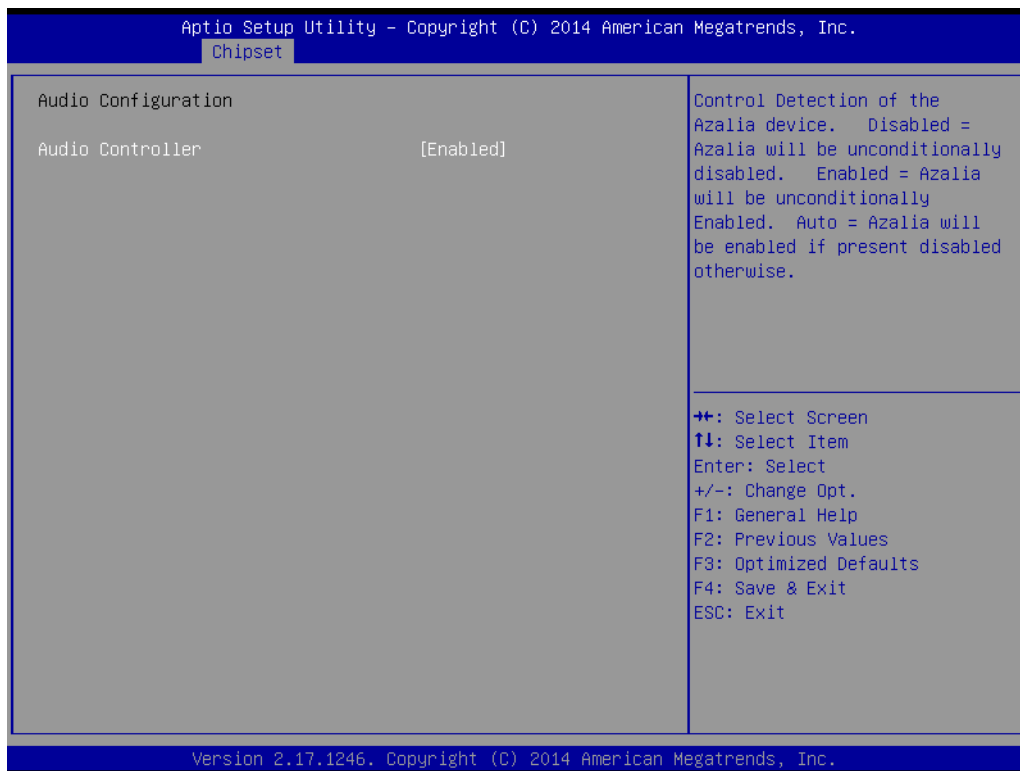 Aptio Setup Utility – Copyright (C) 2014 American Megatrends, Inc.
Chipset
Audio Configuration
Audio Controller [Enabled]
Control Detection of the
Azalia device.   Disabled =
Azalia will be unconditionally
disabled.   Enabled = Azalia
will be unconditionally
Enabled.  Auto = Azalia will
be enabled if present disabled
otherwise.
→←: Select Screen
↑↓: Select Item
Enter: Select
+/-: Change Opt.
F1: General Help
F2: Previous Values
F3: Optimized Defaults
F4: Save & Exit
ESC: Exit
Version 2.17.1246. Copyright (C) 2014 American Megatrends, Inc.